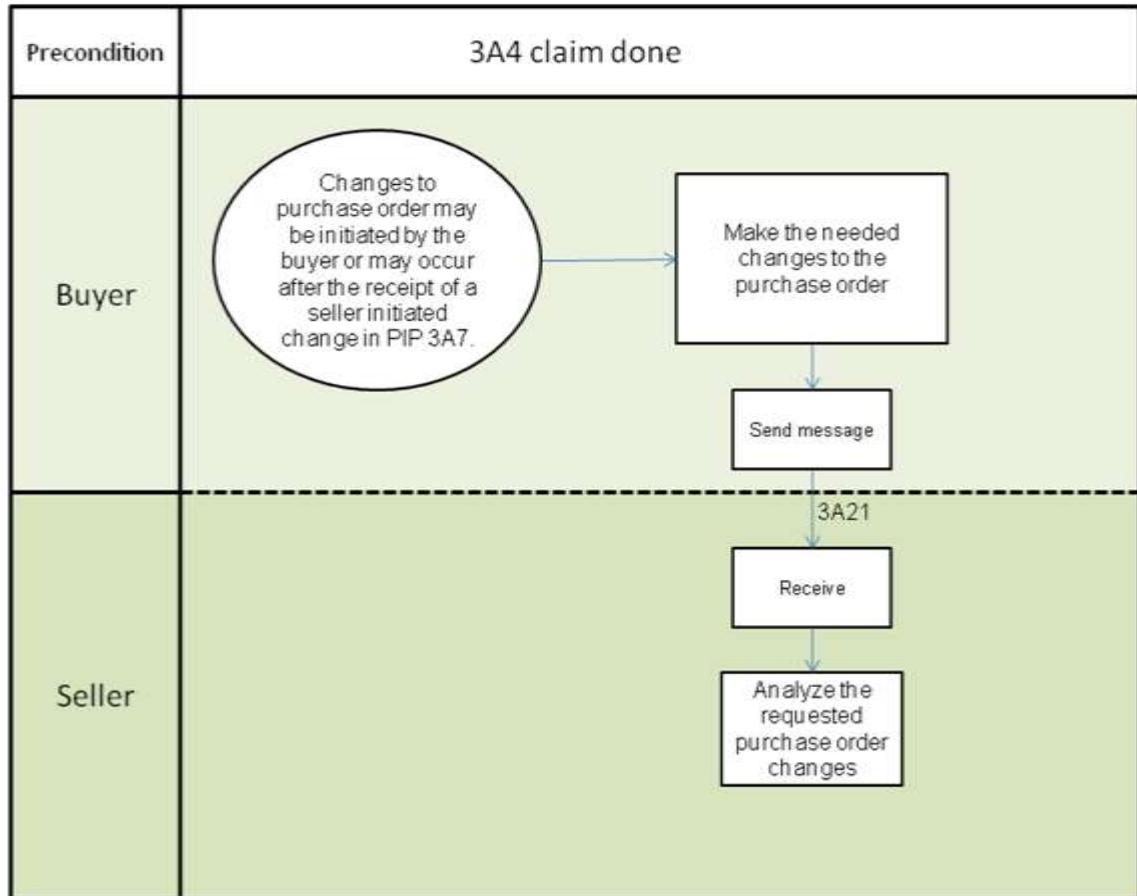 Precondition
3A4 claim done
Buyer
Changes to
purchase order may
be initiated by the
buyer or may occur
after the receipt of a
seller initiated
change in PIP 3A7.
Make the needed
changes to the
purchase order
Send message
3A21
Seller
Receive
Analyze the
requested
purchase order
changes